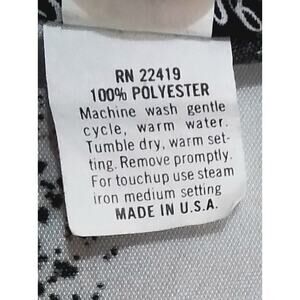 RN 22419
100% POLYESTER
Machine wash gentle
cycle, warm water.
Tumble dry, warm set-
ting. Remove promptly.
For touchup use steam
iron medium setting
MADE IN U.S.A.